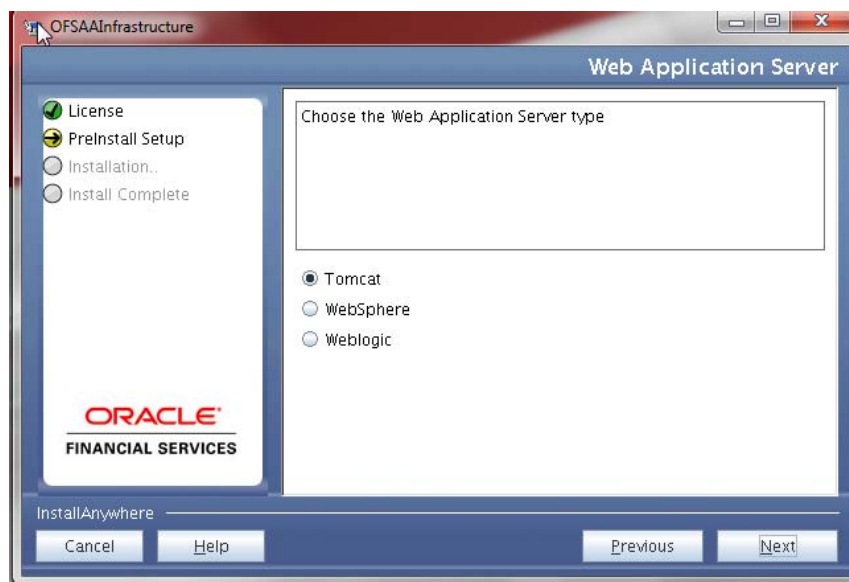 OFSAAInfrastructure
Web Application Server
License
PreInstall Setup
Installation..
Install Complete
ORACLE
FINANCIAL SERVICES
Choose the Web Application Server type
Tomcat
WebSphere
Weblogic
InstallAnywhere
Cancel Help Previous Next